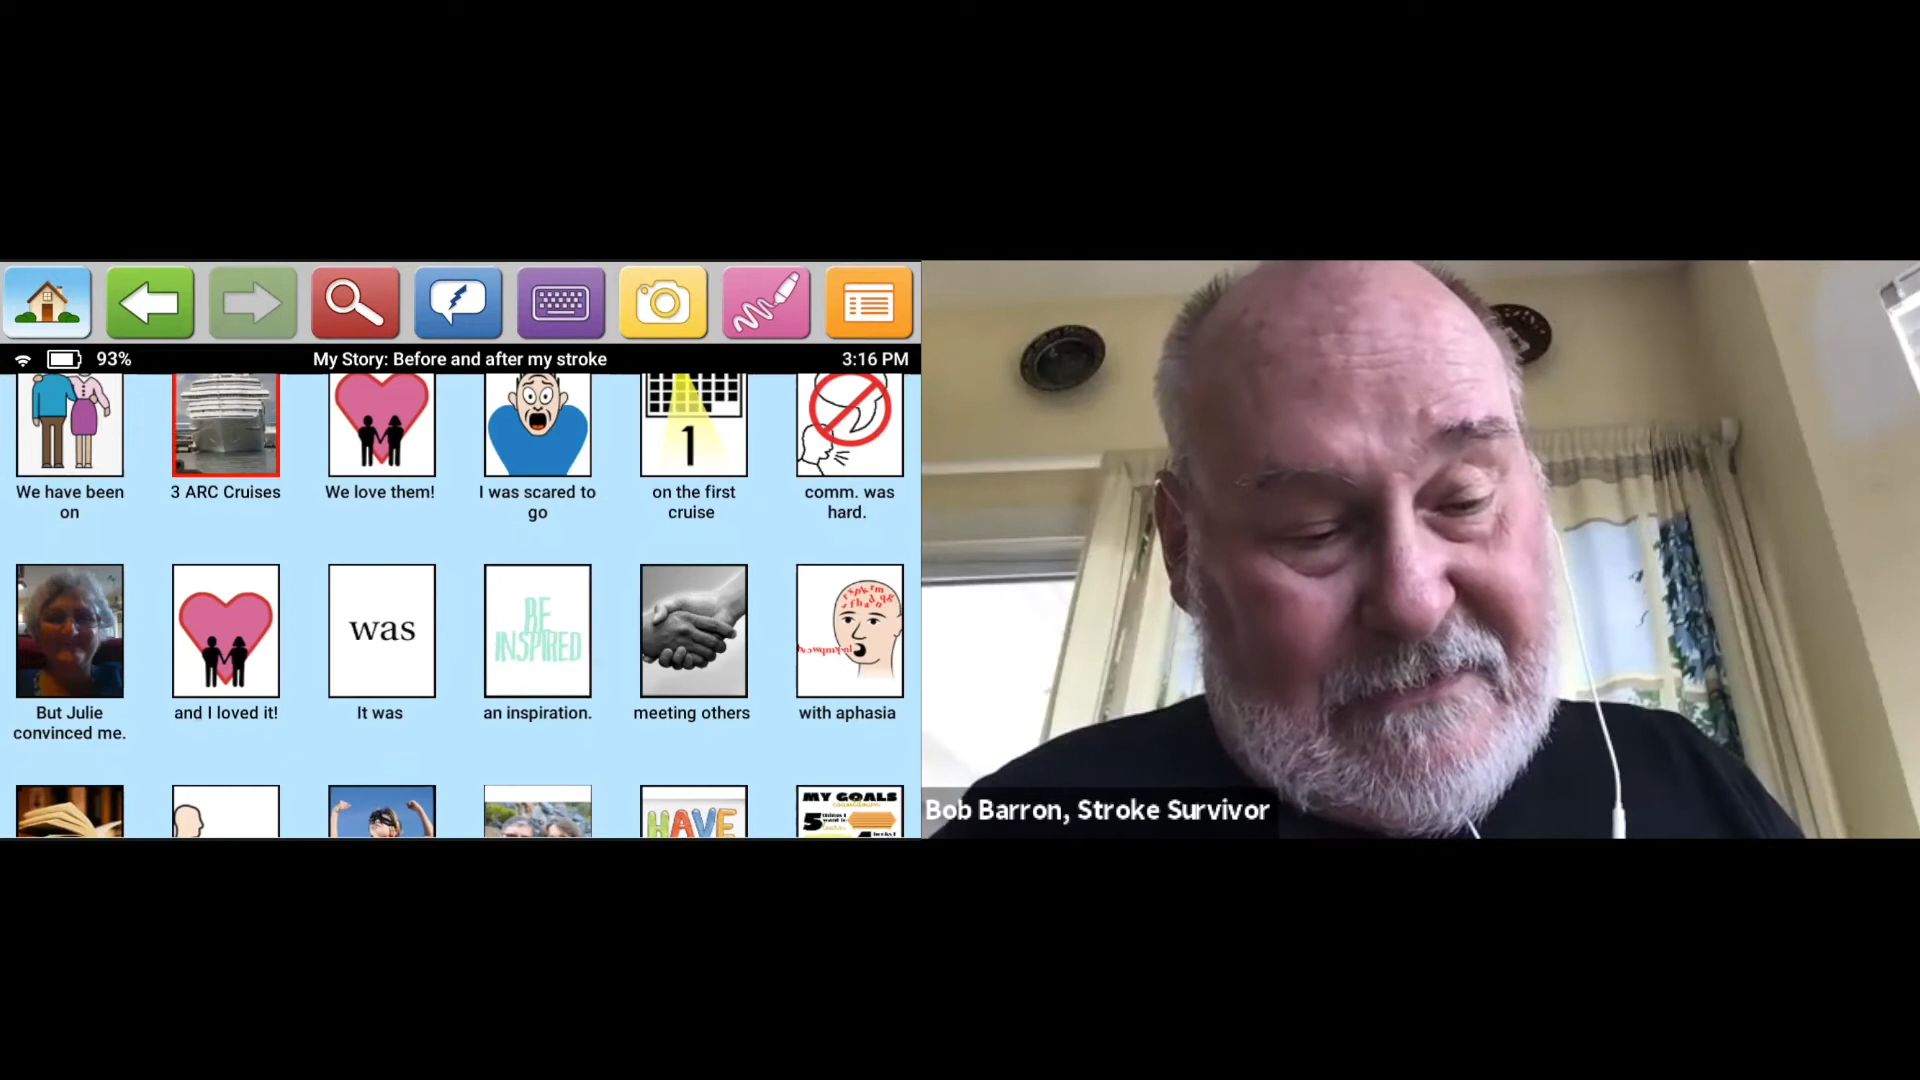 93%
My Story: Before and after my stroke
3:16 PM
1
We have been
on
3 ARC Cruises
We love them!
I was scared to
go
on the first
cruise
comm. was
hard.
was
BE
INSPIRED
But Julie
convinced me.
and I loved it!
It was
an inspiration.
meeting others
with aphasia
HAVE
MY GOALS
5
Bob Barron, Stroke Survivor